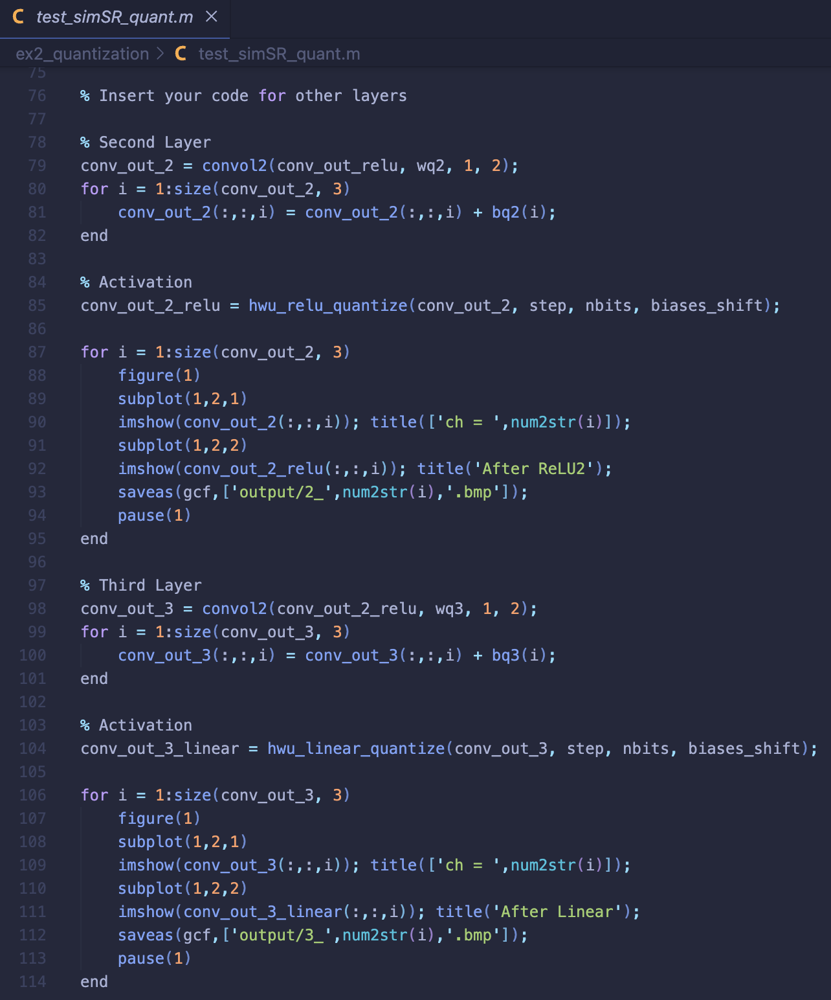 test_simSR_quant.m
ex2_quantization > test_simSR_quant.m
75
76 % Insert your code for other layers
77
78 % Second Layer
79 conv_out_2 = convol2(conv_out_relu, wq2, 1, 2);
80 for i = 1:size(conv_out_2, 3)
81 conv_out_2(:,:,i) = conv_out_2(:,:,i) + bq2(i);
82 end
83
84 % Activation
85 conv_out_2_relu = hwu_relu_quantize(conv_out_2, step, nbits, biases_shift);
86
87 for i = 1:size(conv_out_2, 3)
88 figure(1)
89 subplot(1,2,1)
90 imshow(conv_out_2(:,:,i)); title(['ch = ',num2str(i)]);
91 subplot(1,2,2)
92 imshow(conv_out_2_relu(:,:,i)); title('After ReLU2');
93 saveas(gcf,['output/2_',num2str(i),'.bmp']);
94 pause(1)
95 end
96
97 % Third Layer
98 conv_out_3 = convol2(conv_out_2_relu, wq3, 1, 2);
99 for i = 1:size(conv_out_3, 3)
100 conv_out_3(:,:,i) = conv_out_3(:,:,i) + bq3(i);
101 end
102
103 % Activation
104 conv_out_3_linear = hwu_linear_quantize(conv_out_3, step, nbits, biases_shift);
105
106 for i = 1:size(conv_out_3, 3)
107 figure(1)
108 subplot(1,2,1)
109 imshow(conv_out_3(:,:,i)); title(['ch = ',num2str(i)]);
110 subplot(1,2,2)
111 imshow(conv_out_3_linear(:,:,i)); title('After Linear');
112 saveas(gcf,['output/3_',num2str(i),'.bmp']);
113 pause(1)
114 end